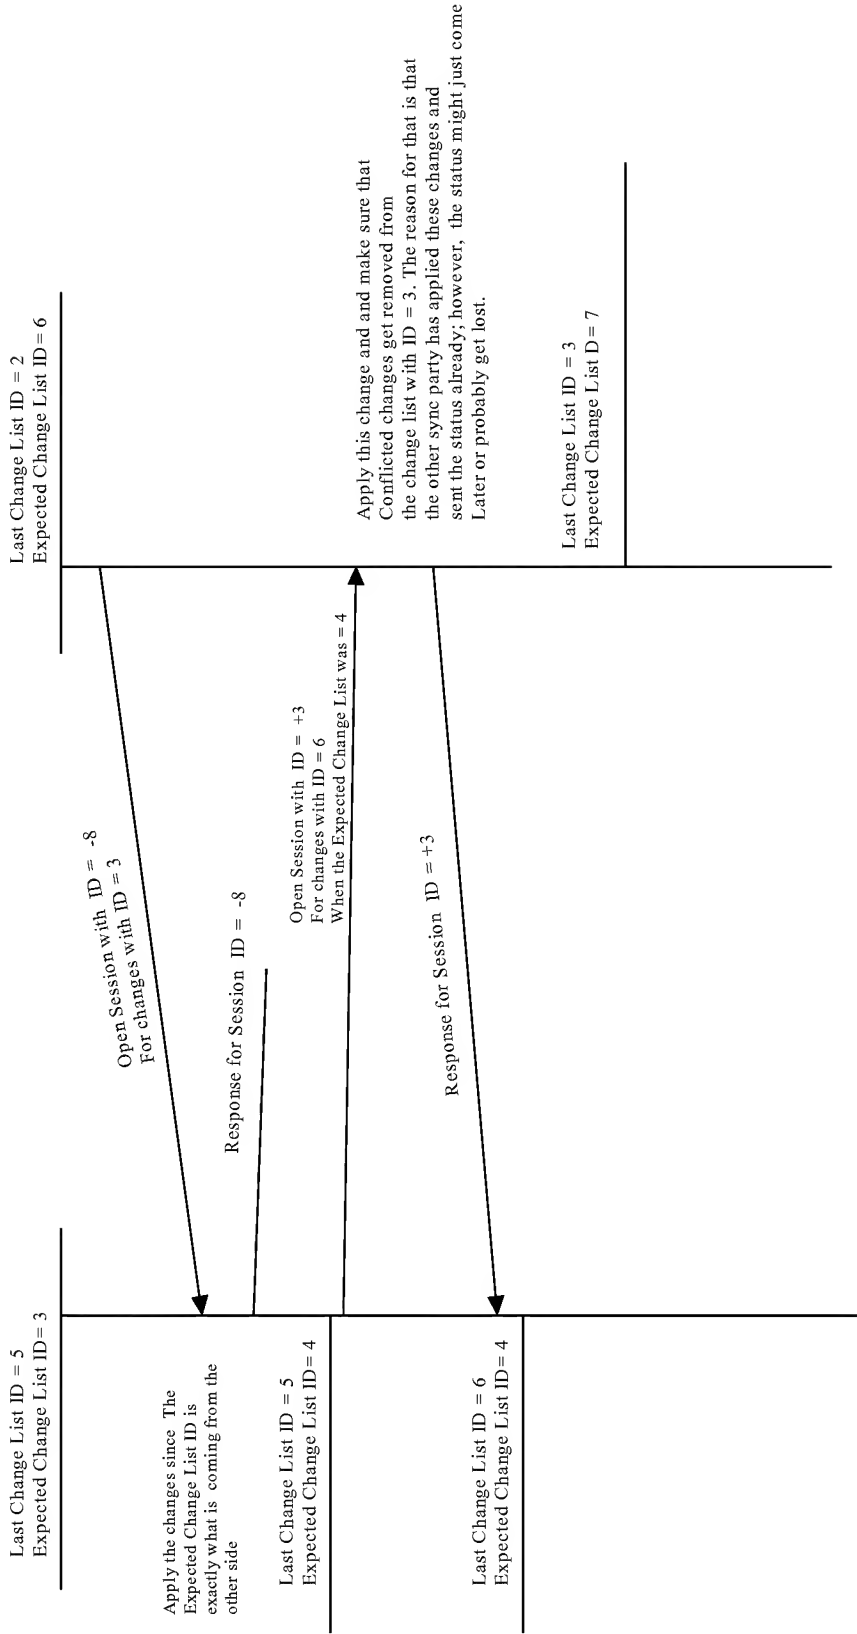 Last Change List ID = 5
Expected Change List ID= 3
Last Change List ID = 2
Expected Change List ID= 6
Open Session with ID = -8
For changes with ID = 3
Apply the changes since The
Expected Change List ID is
exactly what is coming from the
other side
Response for Session ID = -8
Last Change List ID = 5
Expected Change List ID= 4
Open Session with ID = +3
For changes with ID = 6
When the Expected Change List was = 4
Apply this change and and make sure that
Conflicted changes get removed from
the change list with ID = 3. The reason for that is that
the other sync party has applied these changes and
sent the status already; however, the status might just come
Later or probably get lost.
Response for Session ID = +3
Last Change List ID = 6
Expected Change List ID= 4
Last Change List ID = 3
Expected Change List D= 7